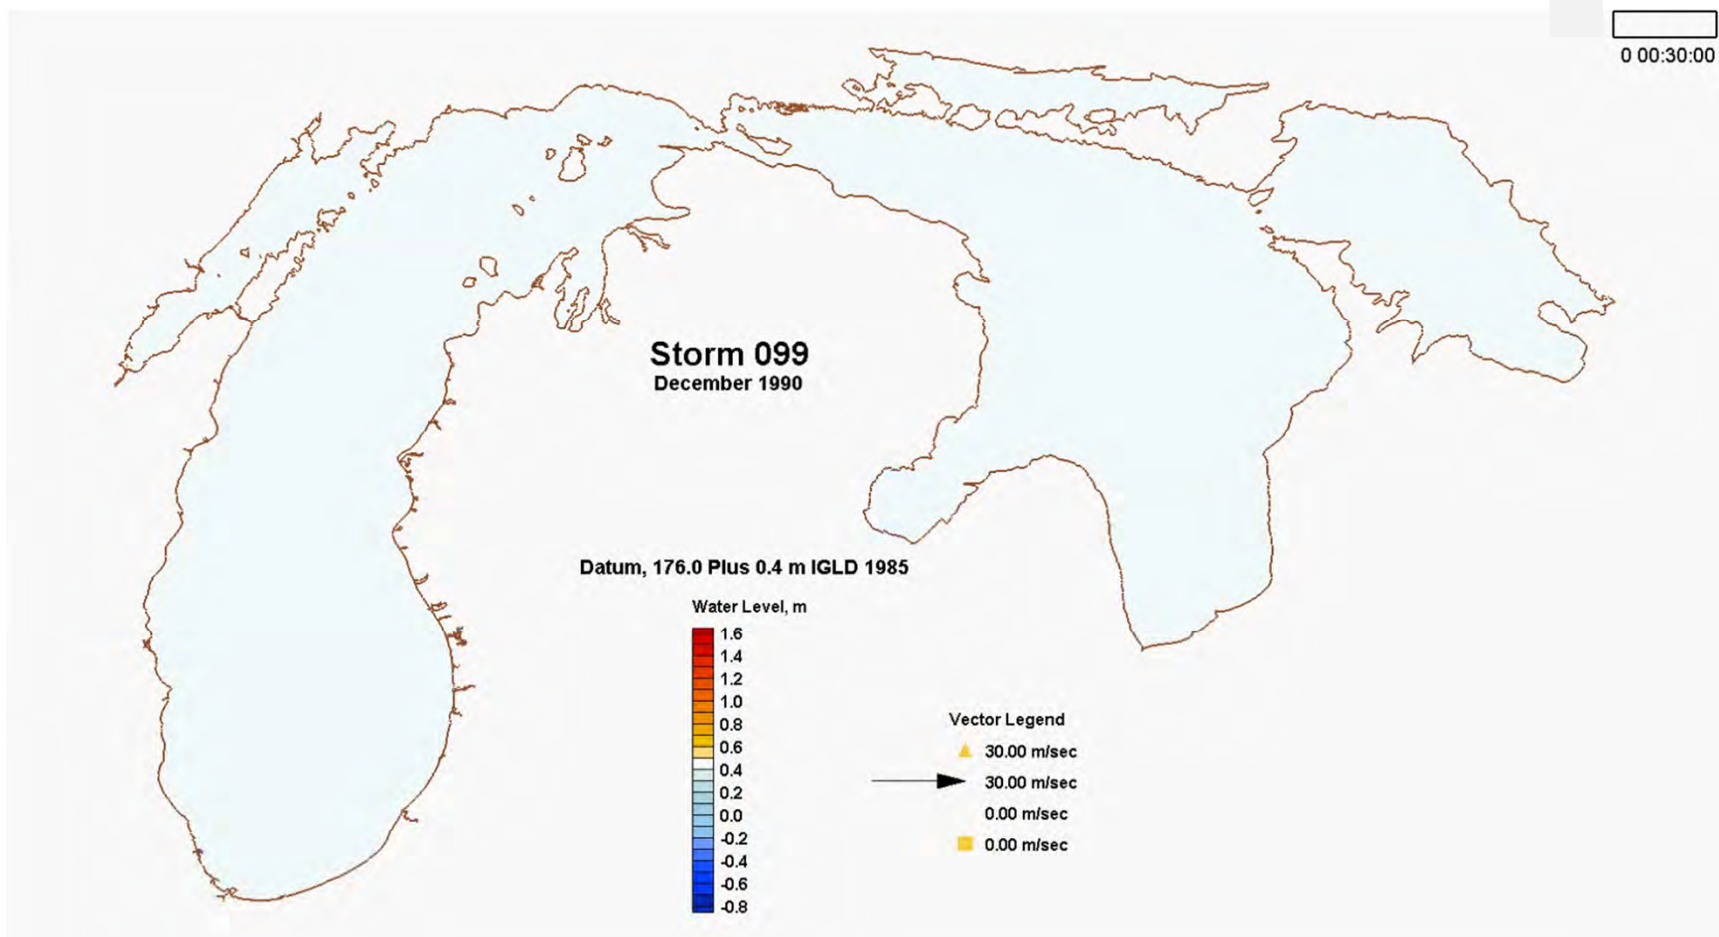 0 00:30:00
Storm 099
December 1990
Datum, 176.0 Plus 0.4 m IGLD 1985
Water Level, m
1.6
1.4
1.2
1.0
0.8
0.6
0.4
0.2
0.0
-0.2
-0.4
-0.6
-0.8
Vector Legend
30.00 m/sec
30.00 m/sec
0.00 m/sec
0.00 m/sec